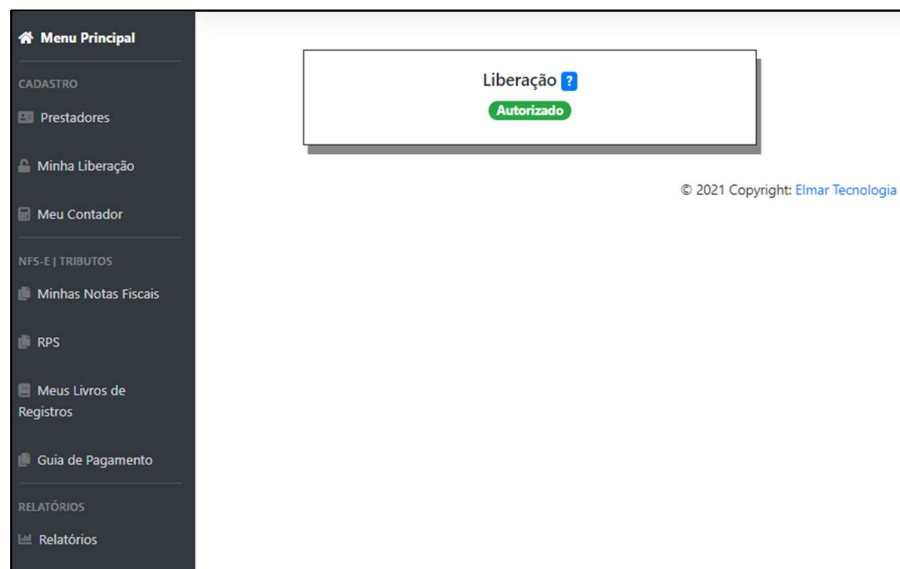 Menu Principal
CADASTRO
Prestadores
Minha Liberação
Meu Contador
NFS-E | TRIBUTOS
Minhas Notas Fiscais
RPS
Meus Livros de
Registros
Guia de Pagamento
RELATÓRIOS
Relatórios
Liberação ?
Autorizado
© 2021 Copyright: Elmar Tecnologia